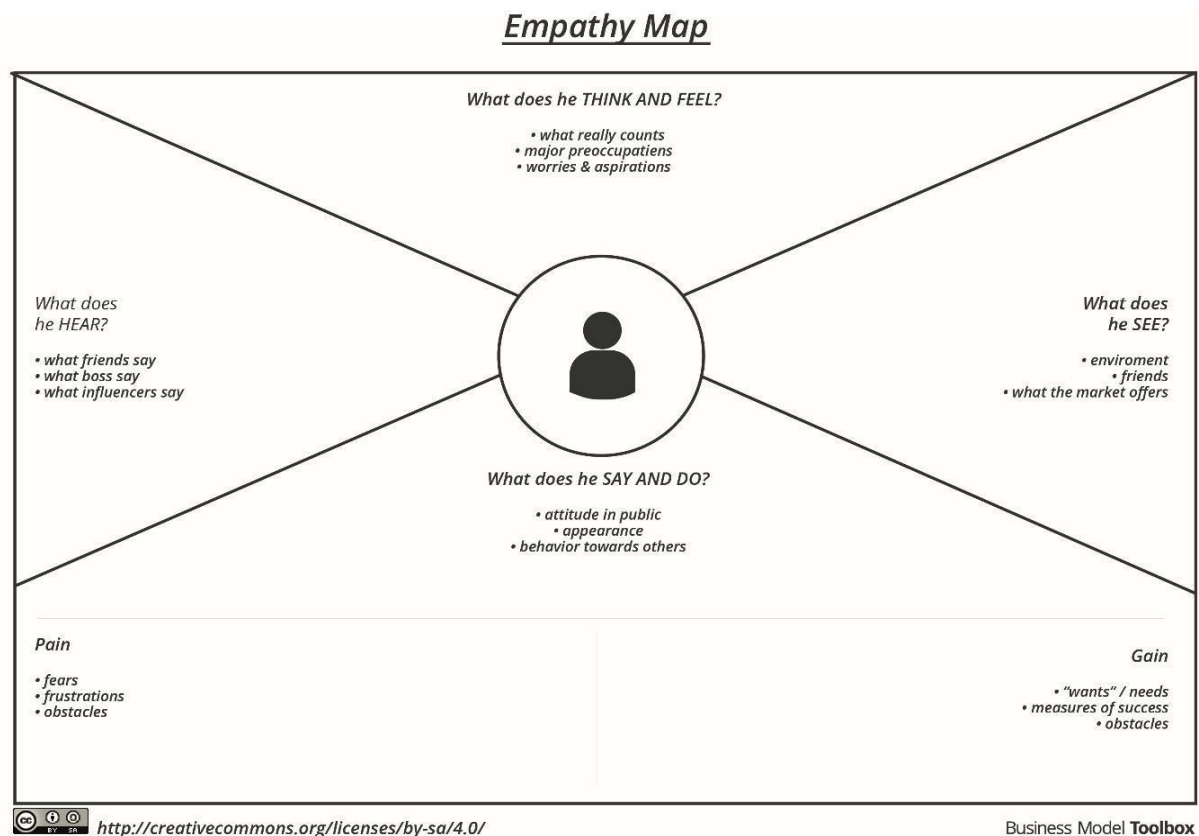 Empathy Map
What does he THINK AND FEEL?
• what really counts
• major preoccupatiens
• worries & aspirations
What does
he HEAR?
• what friends say
• what boss say
• what influencers say
What does
he SEE?
• enviroment
• friends
• what the market offers
What does he SAY AND DO?
• attitude in public
• appearance
• behavior towards others
Pain
• fears
• frustrations
• obstacles
Gain
• “wants” / needs
• measures of success
• obstacles
cc BY SA http://creativecommons.org/licenses/by-sa/4.0/
Business Model Toolbox